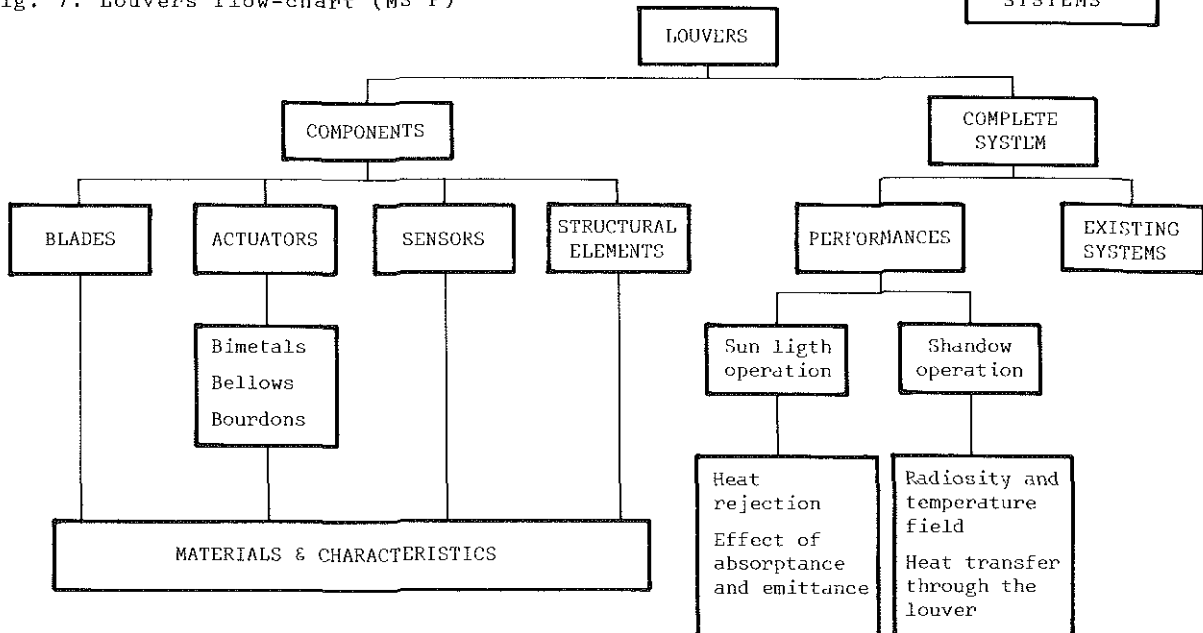 Fig. 7. Louvers flow-chart (MS P)
SYSTEMS
LOUVERS
COMPONENTS
COMPLETE
SYSTEM
BLADES
ACTUATORS
SENSORS
STRUCTURAL
ELEMENTS
PERFORMANCES
EXISTING
SYSTEMS
Bimetals
Bellows
Bourdons
Sun ligth
operation
Shandow
operation
Heat
rejection
Effect of
absorptance
and emittance
Radiosity and
temperature
field
Heat transfer
through the
louver
MATERIALS & CHARACTERISTICS